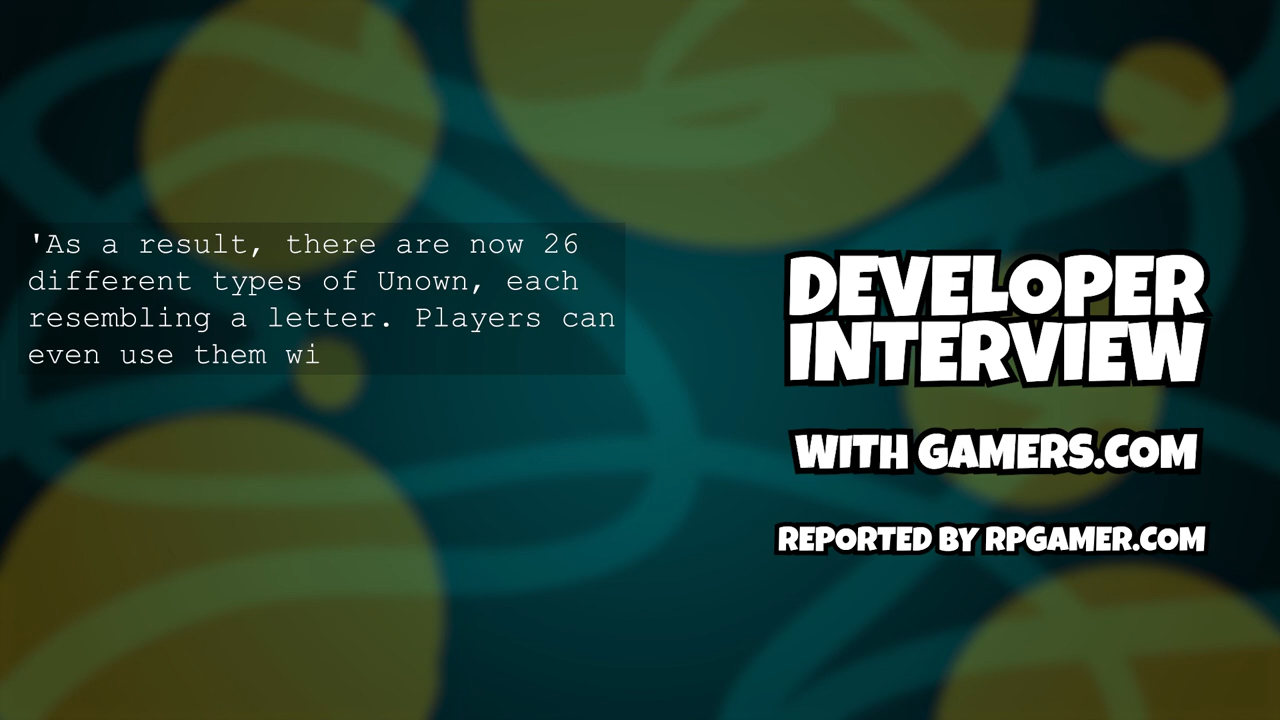 'As a result, there are now 26
different types of Unown, each
resembling a letter. Players can
even use them wi
DEVELOPER
INTERVIEW
WITH GAMERS.COM
REPORTED BY RPGAMER.COM